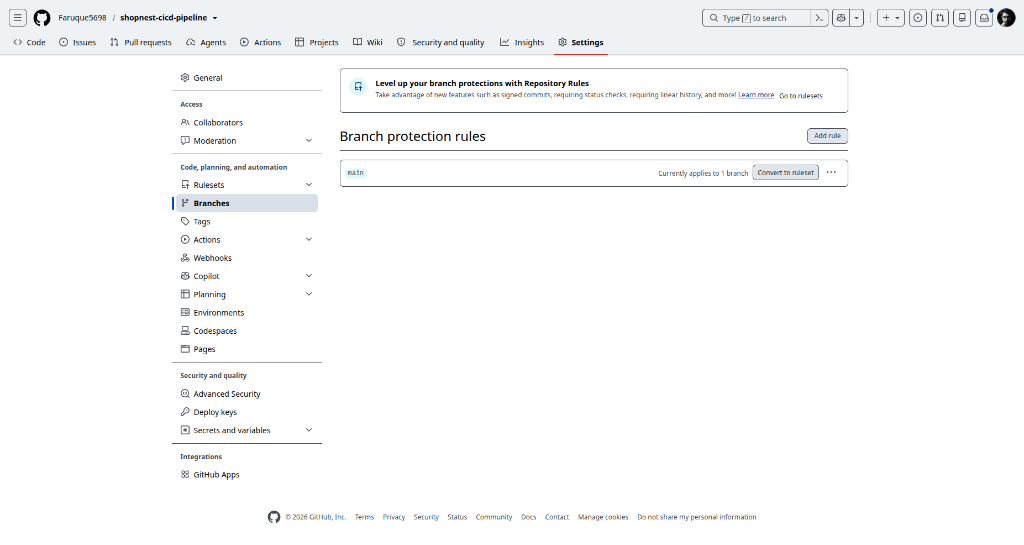 Faruque5698 / shopnest-cicd-pipeline
Type / to search
Code
Issues
Pull requests
Agents
Actions
Projects
Wiki
Security and quality
Insights
Settings
General
Access
Collaborators
Moderation
Code, planning, and automation
Rulesets
Branches
Tags
Actions
Webhooks
Copilot
Planning
Environments
Codespaces
Pages
Security and quality
Advanced Security
Deploy keys
Secrets and variables
Integrations
GitHub Apps
Level up your branch protections with Repository Rules
Take advantage of new features such as signed commits, requiring status checks, requiring linear history, and more! Learn more Go to rulesets
Branch protection rules
Add rule
main
Currently applies to 1 branch
Convert to ruleset
© 2026 GitHub, Inc. Terms Privacy Security Status Community Docs Contact Manage cookies Do not share my personal information